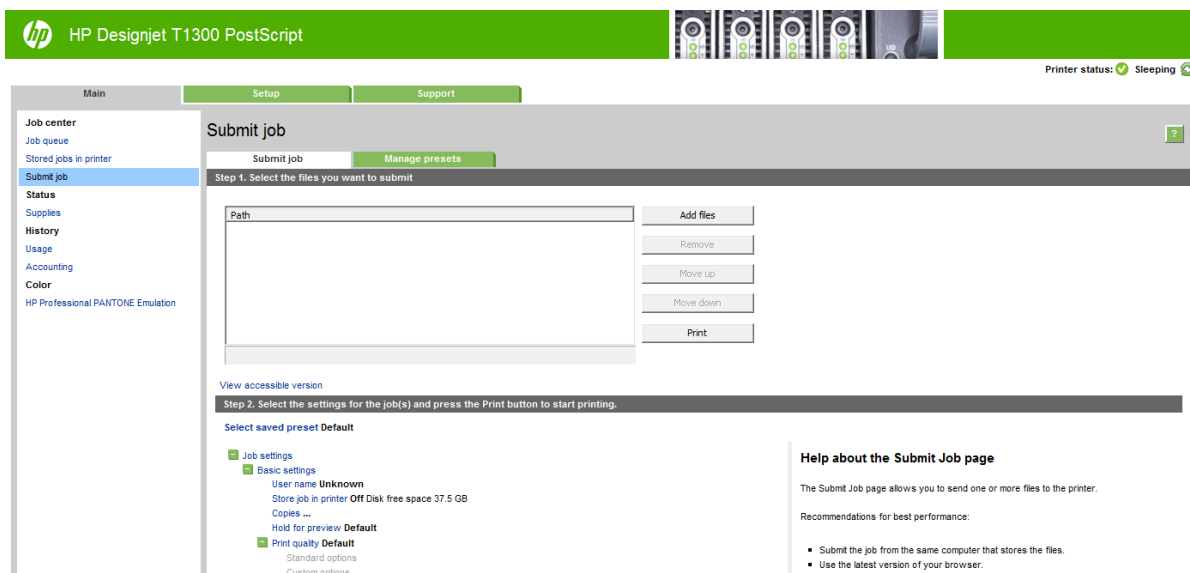 hp HP Designjet T1300 PostScript
UID
Printer status: Sleeping
Main Setup Support
Job center
Job queue
Stored jobs in printer
Submit job
Status
Supplies
History
Usage
Accounting
Color
HP Professional PANTONE Emulation
Submit job
?
Submit job Manage presets
Step 1. Select the files you want to submit
Path
Add files
Remove
Move up
Move down
Print
View accessible version
Step 2. Select the settings for the job(s) and press the Print button to start printing.
Select saved preset Default
Job settings
Basic settings
User name Unknown
Store job in printer Off Disk free space 37.5 GB
Copies ...
Hold for preview Default
Print quality Default
Standard options
Custom options
Help about the Submit Job page
The Submit Job page allows you to send one or more files to the printer.
Recommendations for best performance:
Submit the job from the same computer that stores the files.
Use the latest version of your browser.